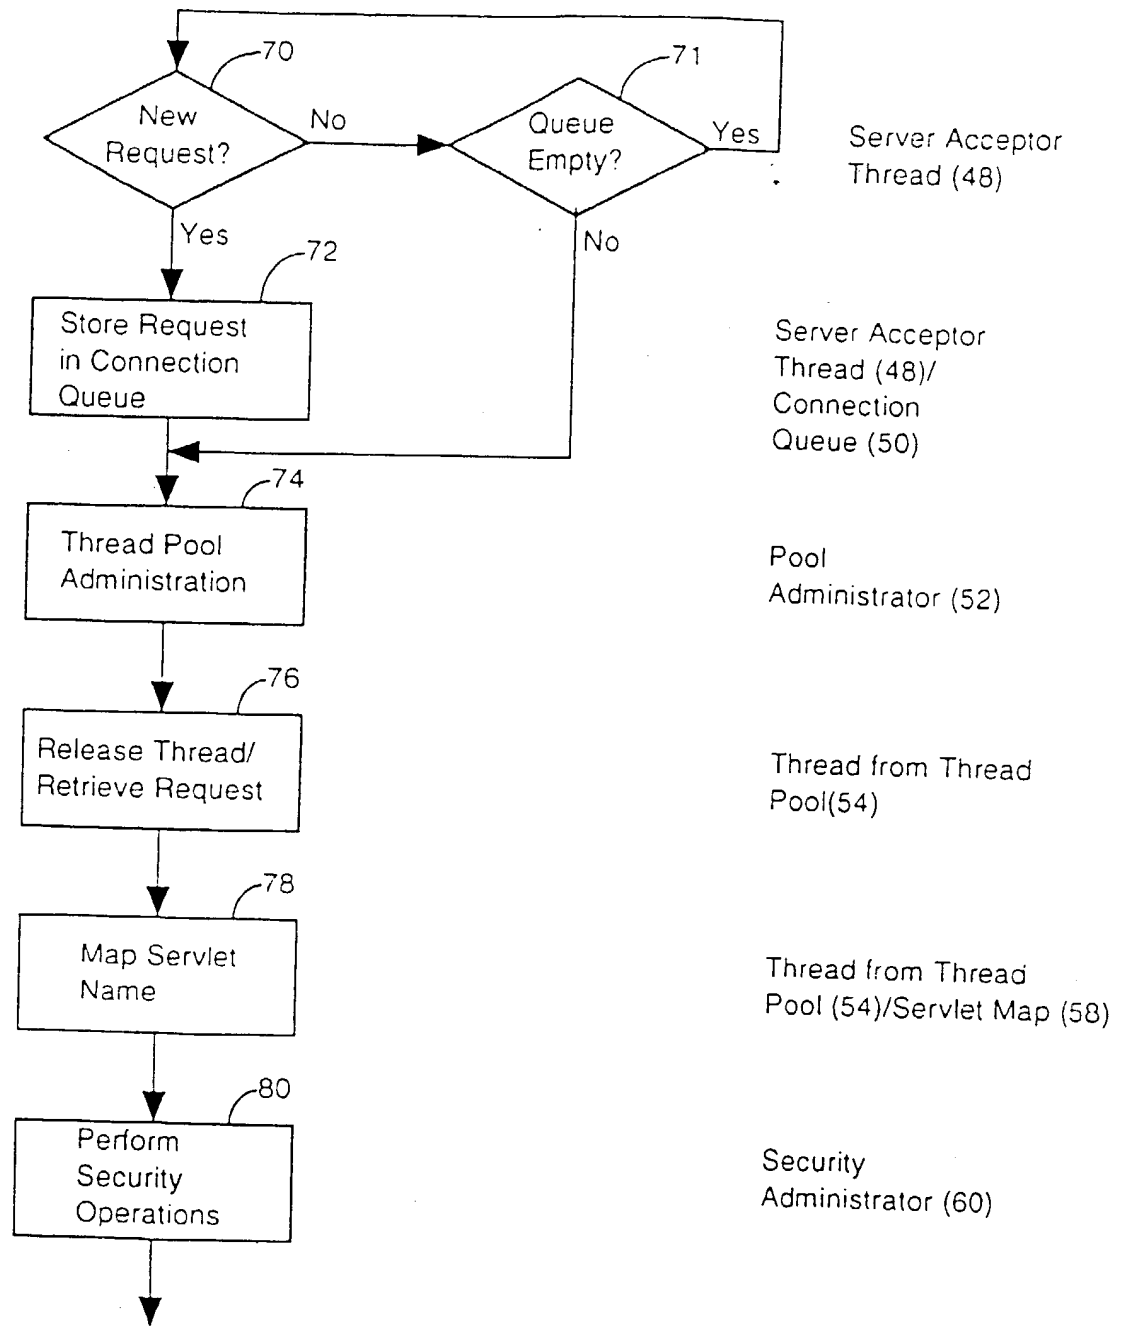 70
71
New
Request?
No
Queue
Empty?
Yes
Server Acceptor
Thread (48)
Yes
No
72
Store Request
in Connection
Queue
Server Acceptor
Thread (48)/
Connection
Queue (50)
74
Thread Pool
Administration
Pool
Administrator (52)
76
Release Thread/
Retrieve Request
Thread from Thread
Pool(54)
78
Map Servlet
Name
Thread from Thread
Pool (54)/Servlet Map (58)
80
Perform
Security
Operations
Security
Administrator (60)